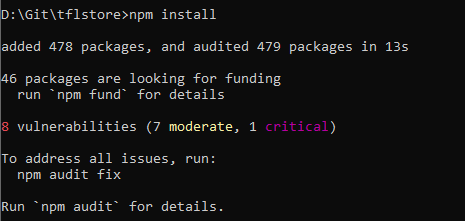 D:\Git\tflstore>npm install
added 478 packages, and audited 479 packages in 13s
46 packages are looking for funding
run `npm fund` for details
8 vulnerabilities (7 moderate, 1 critical)
To address all issues, run:
npm audit fix
Run `npm audit` for details.